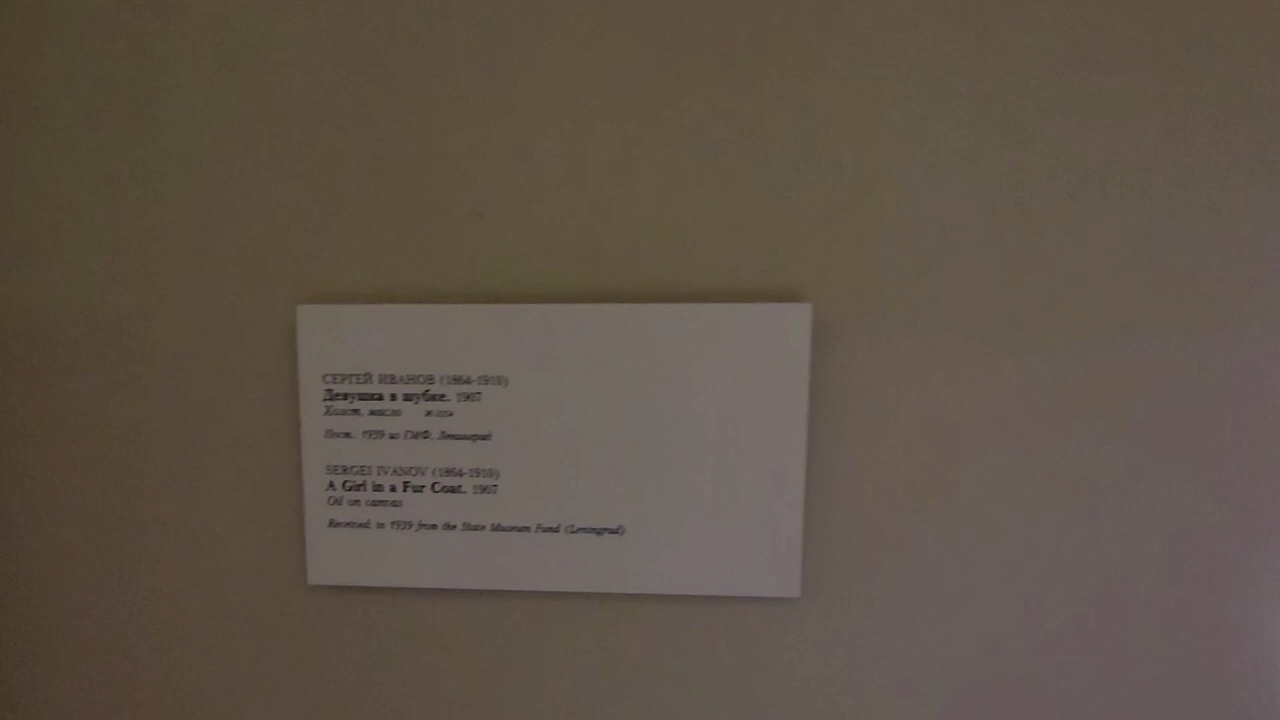 СЕРГЕЙ ИВАНОВ (1864-1910)
Девушка в шубке. 1907
Холст, масло
Пост.: 1939 из ГМФ, Ленинград
SERGEI IVANOV (1864-1910)
A Girl in a Fur Coat. 1907
Oil on canvas
Received: in 1939 from the State Museum Fund (Leningrad)